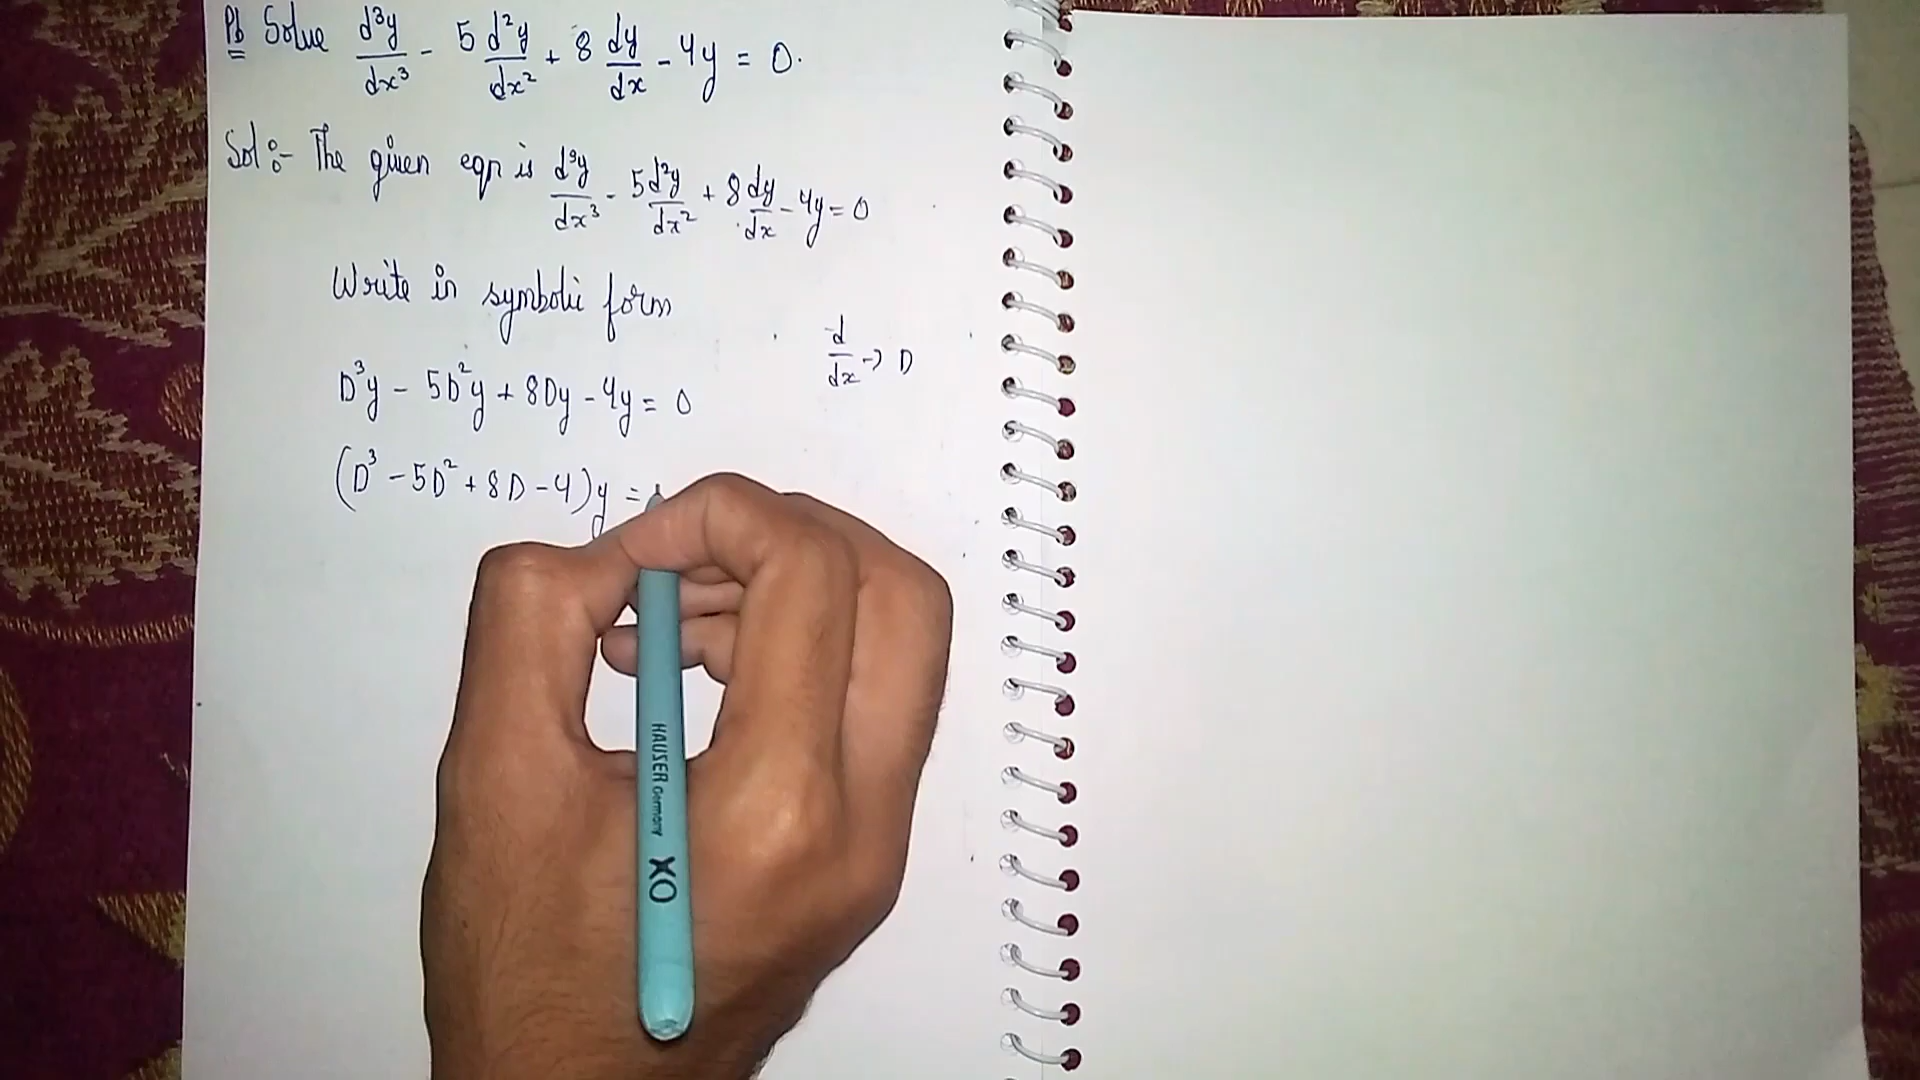 Pb Solve d³y/dx³ - 5 d²y/dx² + 8 dy/dx - 4y = 0.
Sol:- The given eqn is d³y/dx³ - 5 d²y/dx² + 8 dy/dx - 4y = 0
Write in symbolic form
d/dx → D
D³y - 5D²y + 8Dy - 4y = 0
(D³ - 5D² + 8D - 4)y =
HAUSER Germany XO